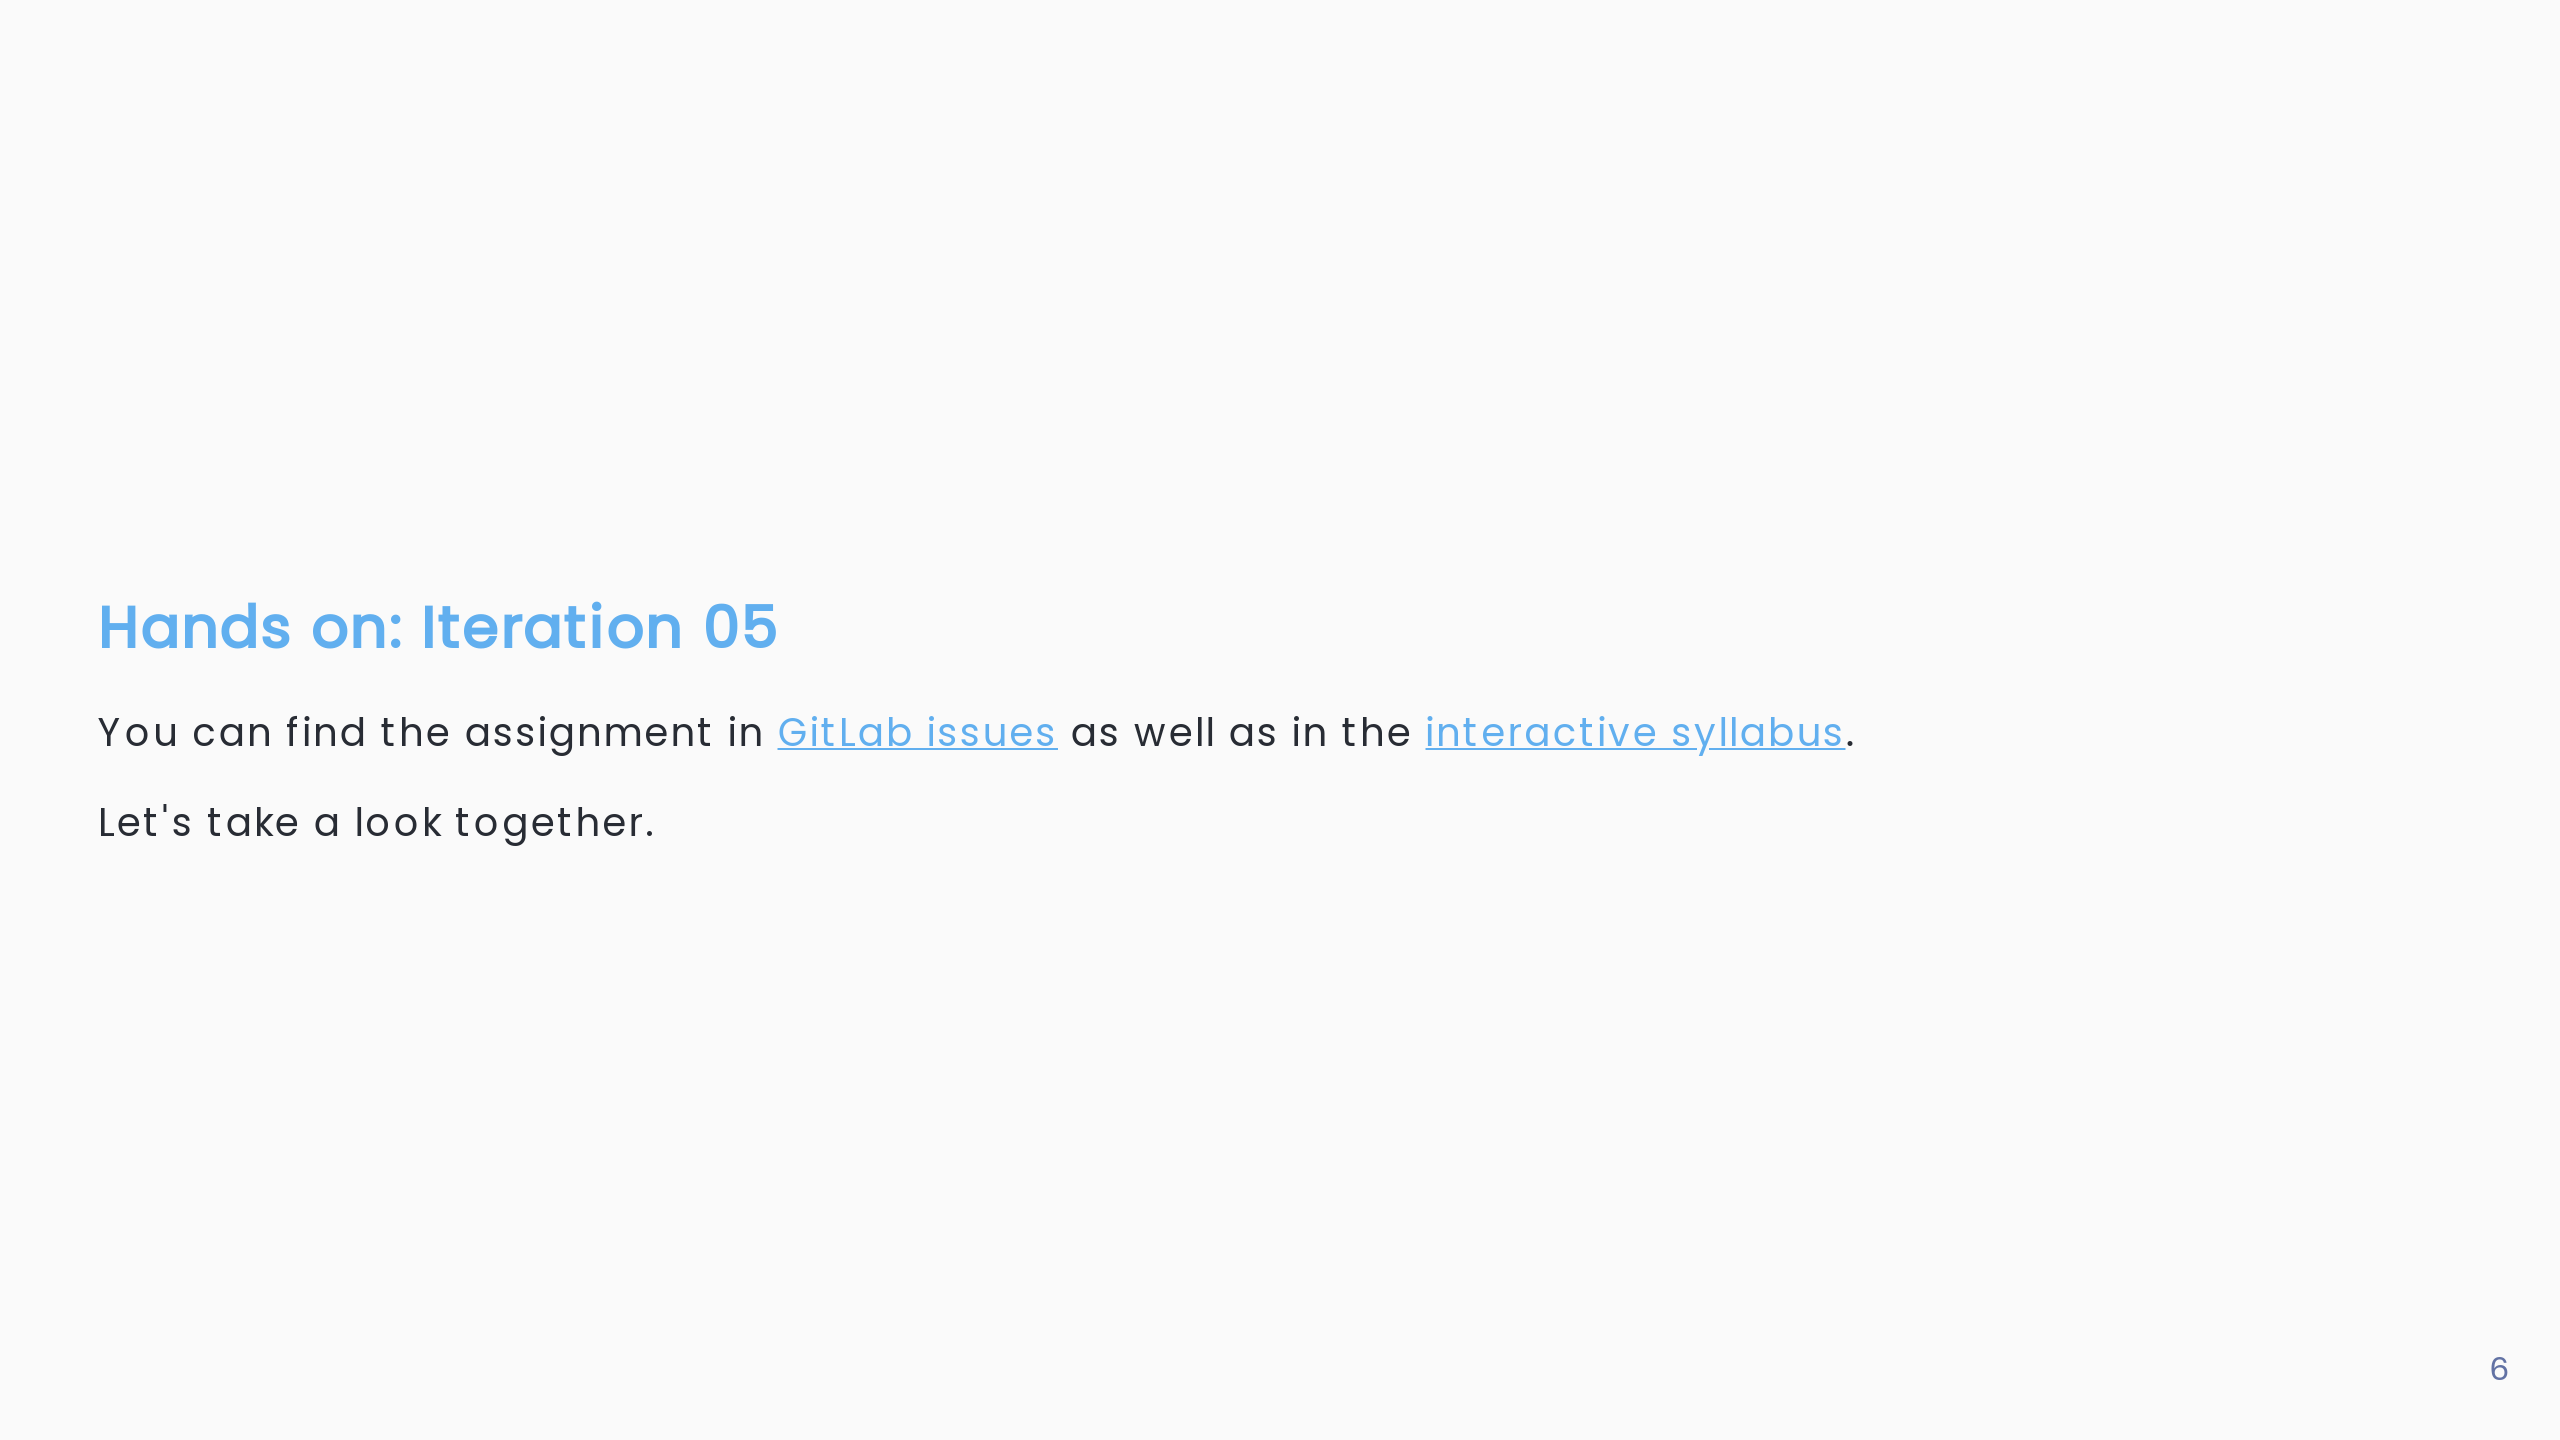 Hands on: Iteration 05
You can find the assignment in GitLab issues as well as in the interactive syllabus.
Let's take a look together.
6